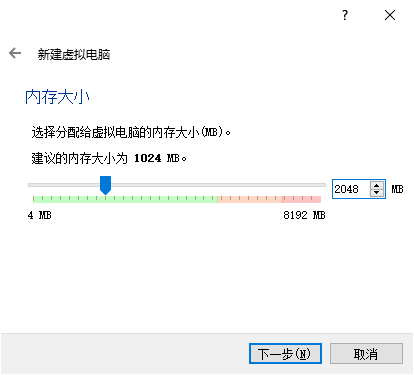 ?
新建虚拟电脑
内存大小
选择分配给虚拟电脑的内存大小(MB)。
建议的内存大小为 1024 MB。
2048 MB
4 MB 8192 MB
下一步(N) 取消